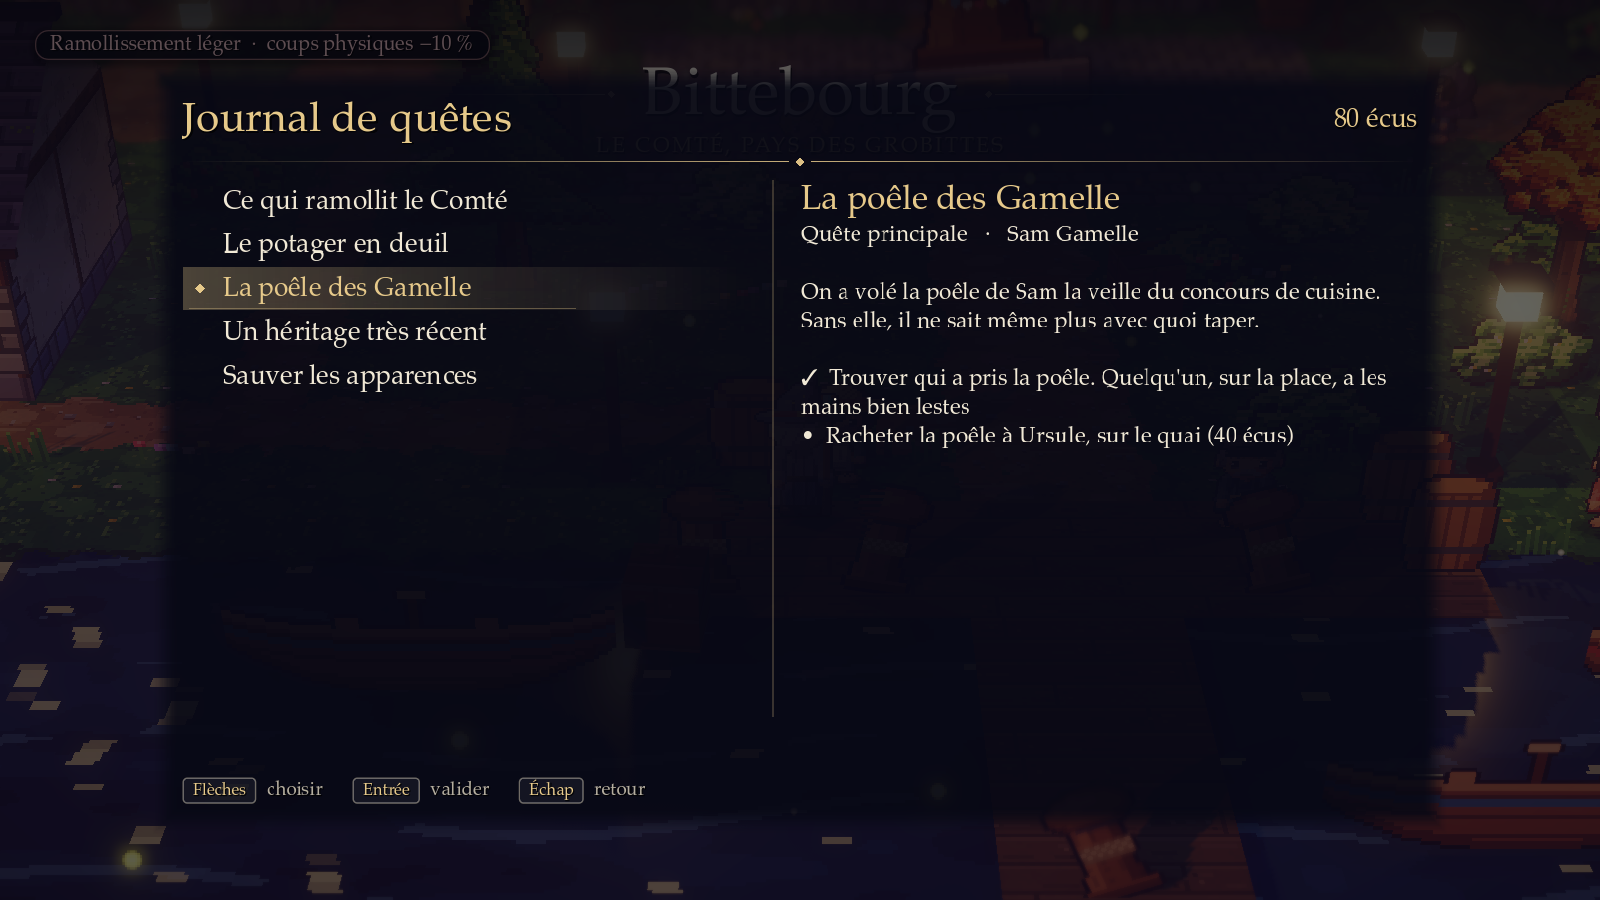 Ramollissement léger · coups physiques −10 %
Bittebourg
LE COMTÉ, PAYS DES GROBITTES
Journal de quêtes
80 écus
Ce qui ramollit le Comté
Le potager en deuil
La poêle des Gamelle
Un héritage très récent
Sauver les apparences
La poêle des Gamelle
Quête principale · Sam Gamelle
On a volé la poêle de Sam la veille du concours de cuisine.
Sans elle, il ne sait même plus avec quoi taper.
✓ Trouver qui a pris la poêle. Quelqu'un, sur la place, a les
mains bien lestes
• Racheter la poêle à Ursule, sur le quai (40 écus)
Flèches choisir Entrée valider Échap retour